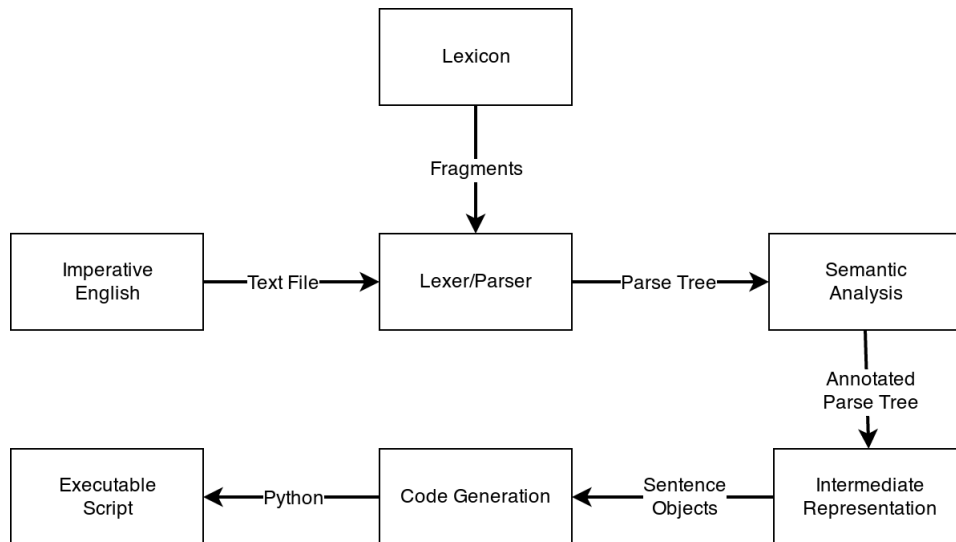 Lexicon
Fragments
Imperative
English
Text File
Lexer/Parser
Parse Tree
Semantic
Analysis
Annotated
Parse Tree
Executable
Script
Python
Code Generation
Sentence
Objects
Intermediate
Representation